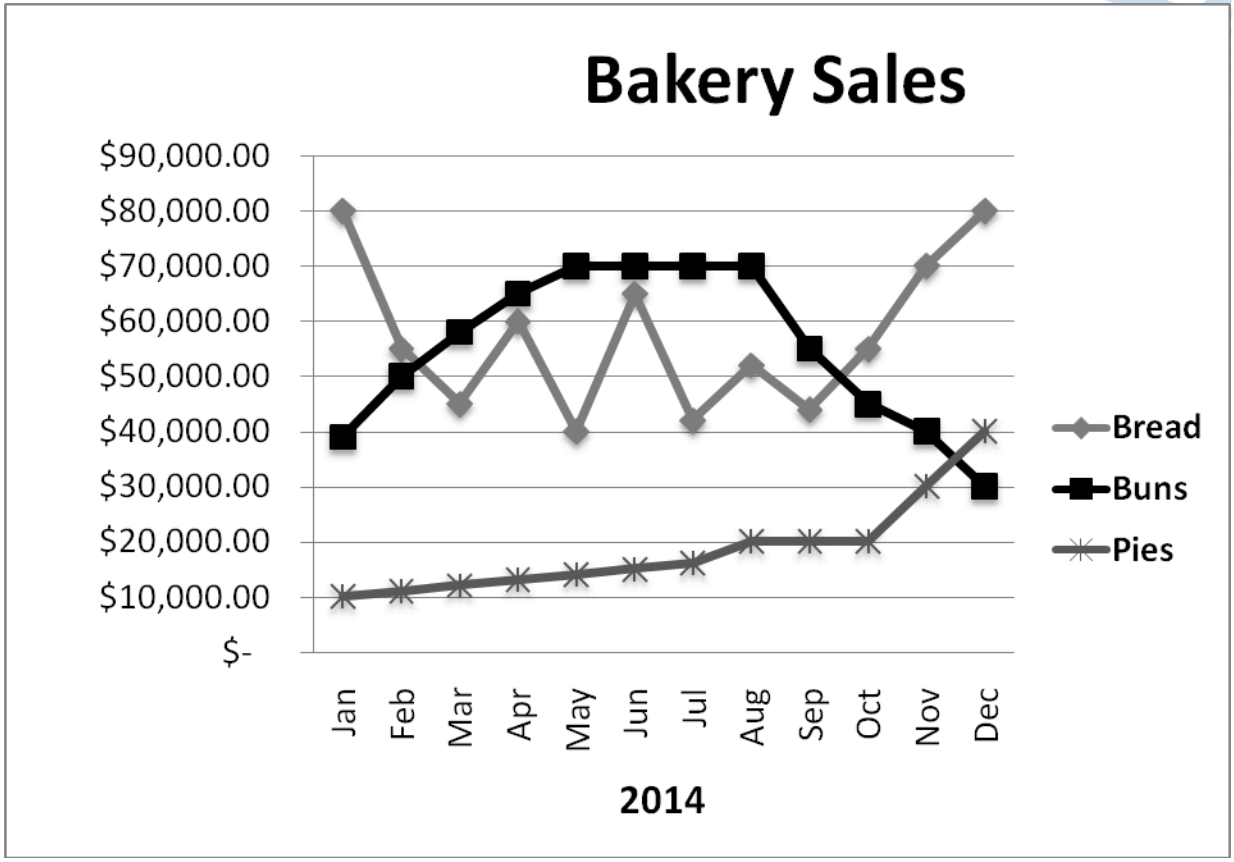 Bakery Sales
$90,000.00
$80,000.00
$70,000.00
$60,000.00
$50,000.00
$40,000.00
$30,000.00
$20,000.00
$10,000.00
$-
Jan
Feb
Mar
Apr
May
Jun
Jul
Aug
Sep
Oct
Nov
Dec
2014
Bread
Buns
Pies